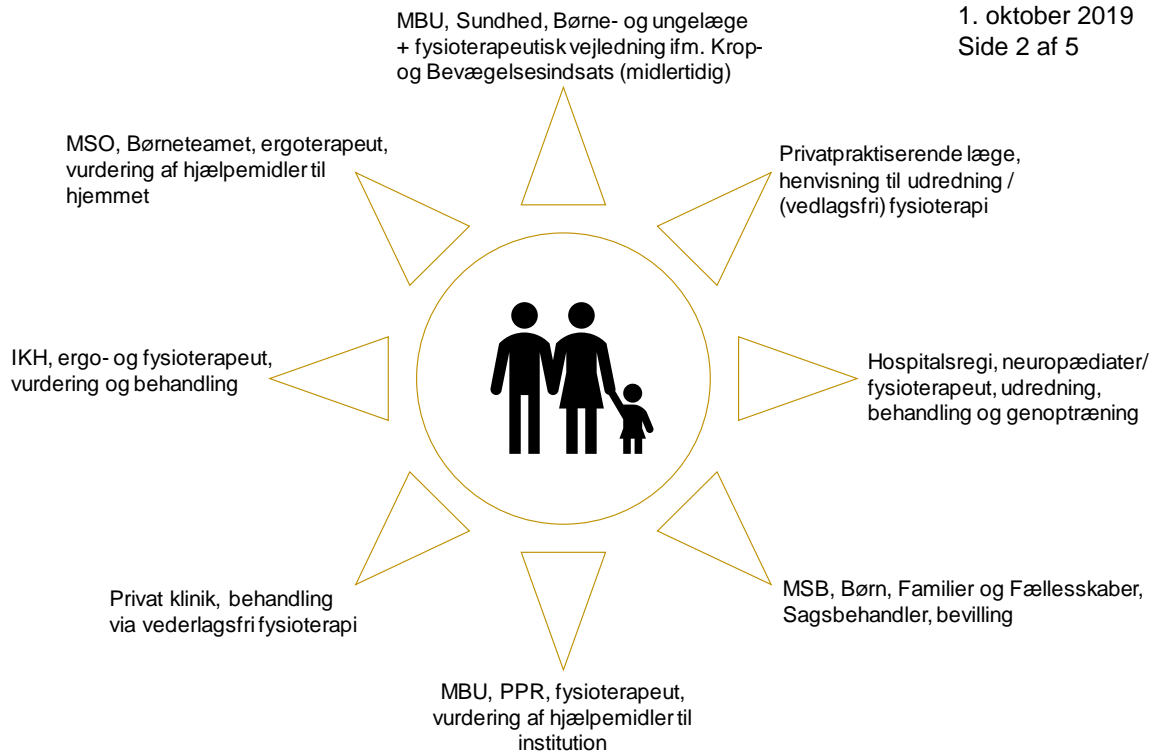 1. oktober 2019
Side 2 af 5
MBU, Sundhed, Børne- og ungelæge
+ fysioterapeutisk vejledning ifm. Krop-
og Bevægelsesindsats (midlertidig)
MSO, Børneteamet, ergoterapeut,
vurdering af hjælpemidler til
hjemmet
Privatpraktiserende læge,
henvisning til udredning /
(vedlagsfri) fysioterapi
IKH, ergo- og fysioterapeut,
vurdering og behandling
Hospitalsregi, neuropædiater/
fysioterapeut, udredning,
behandling og genoptræning
Privat klinik, behandling
via vederlagsfri fysioterapi
MSB, Børn, Familier og Fællesskaber,
Sagsbehandler, bevilling
MBU, PPR, fysioterapeut,
vurdering af hjælpemidler til
institution